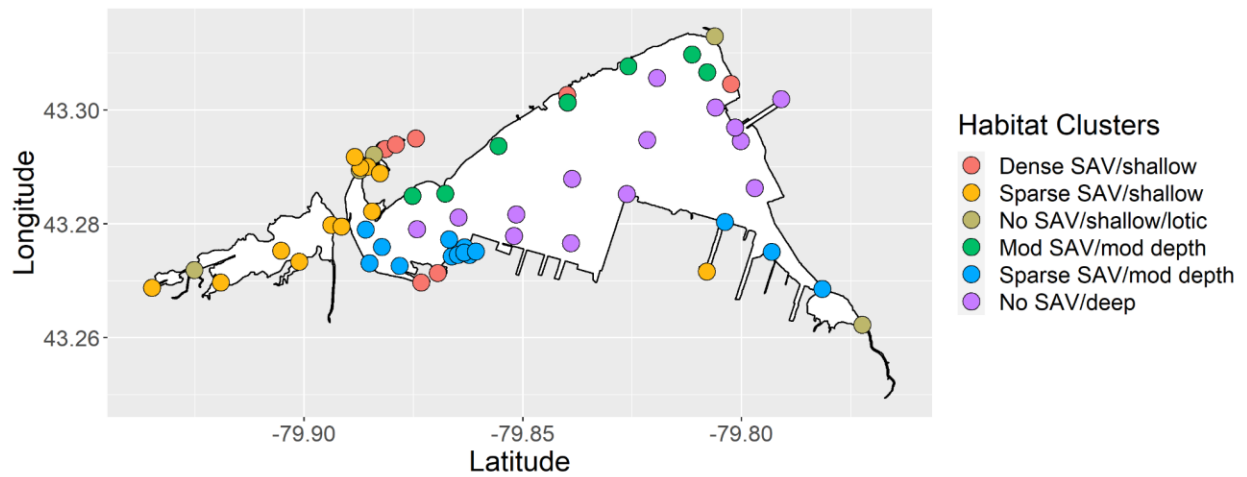 43.30
43.28
43.26
Longitude
-79.90
-79.85
-79.80
Latitude
Habitat Clusters
Dense SAV/shallow
Sparse SAV/shallow
No SAV/shallow/lotic
Mod SAV/mod depth
Sparse SAV/mod depth
No SAV/deep